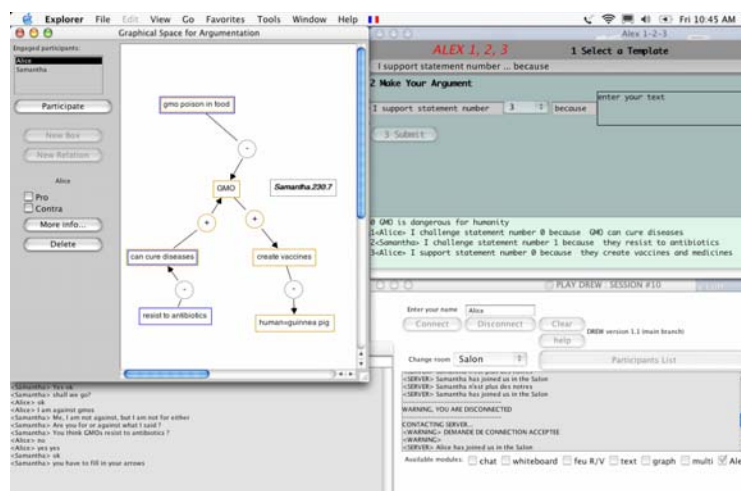 Explorer File Edit View Go Favorites Tools Window Help Fri 10:45 AM
Graphical Space for Argumentation
Engaged participants:
Alice
Samantha
Participate
New Box
New Relation
Alice
Pro
Contra
More info...
Delete
gmo poison in food
-
GMO
Samantha.230.7
+ +
can cure diseases create vaccines
- -
resist to antibiotics human=guinnea pig
Alex 1-2-3
ALEX 1, 2, 3 1 Select a Template
I support statement number ... because
2 Make Your Argument
I support statement number 3 because
enter your text
3 Submit
0 GMO is dangerous for humanity
1<Alice> I challenge statement number 0 because GMO can cure diseases
2<Samantha> I challenge statement number 1 because they resist to antibiotics
3<Alice> I support statement number 0 because they create vaccines and medicines
PLAY DREW : SESSION #10
Enter your name Alice
Connect Disconnect Clear
help
DREW version 1.1 (main branch)
Change room Salon Participants List
<SERVER> Samantha n'est plus des notres
<SERVER> Samantha has joined us in the Salon
<SERVER> Samantha n'est plus des notres
<SERVER> Samantha has joined us in the Salon
WARNING, YOU ARE DISCONNECTED
CONTACTING SERVER...
<WARNING> DEMANDE DE CONNECTION ACCEPTEE
<WARNING>
<SERVER> Alice has joined us in the Salon
Available modules: chat whiteboard feu R/V text graph multi Ale
<Samantha> Yes ok
<Samantha> shall we go?
<Alice> ok
<Alice> I am against gmos
<Samantha> Me, I am not against, but I am not for either
<Samantha> Are you for or against what I said ?
<Samantha> You think GMOs resist to antibiotics ?
<Alice> no
<Alice> yes yes
<Samantha> ok
<Samantha> you have to fill in your arrows